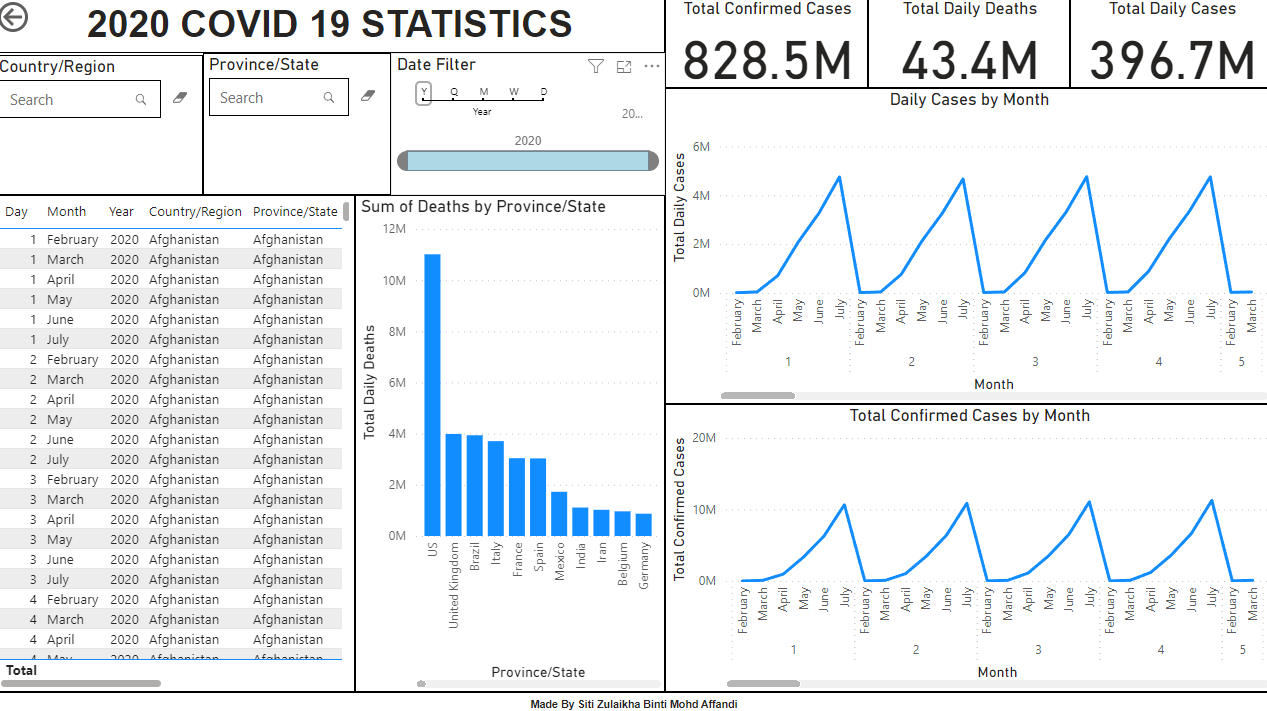 2020 COVID 19 STATISTICS
Country/Region
Search
Province/State
Search
Date Filter
Y Q M W D
Year
20...
2020
Total Confirmed Cases
828.5M
Total Daily Deaths
43.4M
Total Daily Cases
396.7M
Day Month Year Country/Region Province/State
1 February 2020 Afghanistan Afghanistan
1 March 2020 Afghanistan Afghanistan
1 April 2020 Afghanistan Afghanistan
1 May 2020 Afghanistan Afghanistan
1 June 2020 Afghanistan Afghanistan
1 July 2020 Afghanistan Afghanistan
2 February 2020 Afghanistan Afghanistan
2 March 2020 Afghanistan Afghanistan
2 April 2020 Afghanistan Afghanistan
2 May 2020 Afghanistan Afghanistan
2 June 2020 Afghanistan Afghanistan
2 July 2020 Afghanistan Afghanistan
3 February 2020 Afghanistan Afghanistan
3 March 2020 Afghanistan Afghanistan
3 April 2020 Afghanistan Afghanistan
3 May 2020 Afghanistan Afghanistan
3 June 2020 Afghanistan Afghanistan
3 July 2020 Afghanistan Afghanistan
4 February 2020 Afghanistan Afghanistan
4 March 2020 Afghanistan Afghanistan
4 April 2020 Afghanistan Afghanistan
4 May 2020 Afghanistan Afghanistan
Total
Sum of Deaths by Province/State
Total Daily Deaths
12M
10M
8M
6M
4M
2M
0M
US
United Kingdom
Brazil
Italy
France
Spain
Mexico
India
Iran
Belgium
Germany
Province/State
Daily Cases by Month
Total Daily Cases
6M
4M
2M
0M
February March April May June July February March April May June July February March April May June July February March April May June July February March
1 2 3 4 5
Month
Total Confirmed Cases by Month
Total Confirmed Cases
20M
10M
0M
February March April May June July February March April May June July February March April May June July February March April May June July February March
1 2 3 4 5
Month
Made By Siti Zulaikha Binti Mohd Affandi